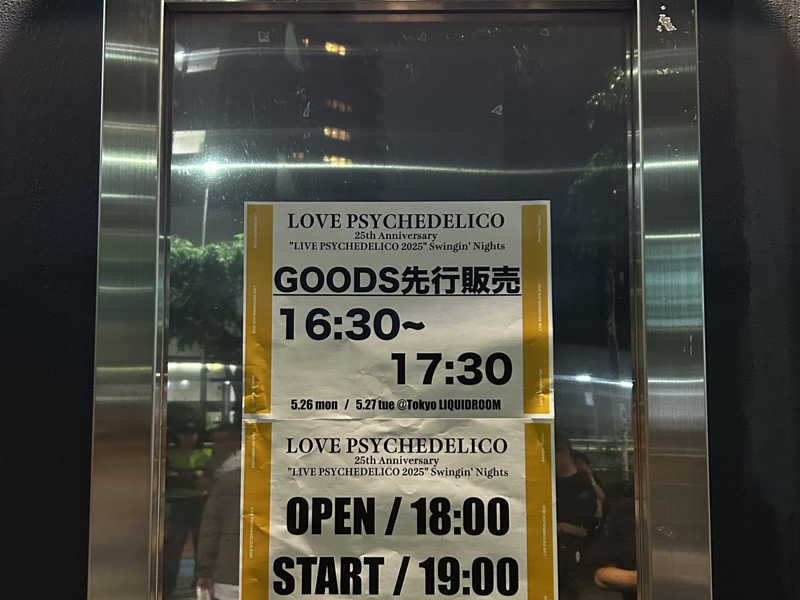 LOVE PSYCHEDELICO
25th Anniversary
"LIVE PSYCHEDELICO 2025" Swingin' Nights
GOODS先行販売
16:30~
17:30
5.26 mon / 5.27 tue @Tokyo LIQUIDROOM
LOVE PSYCHEDELICO
25th Anniversary
"LIVE PSYCHEDELICO 2025" Swingin' Nights
OPEN / 18:00
START / 19:00